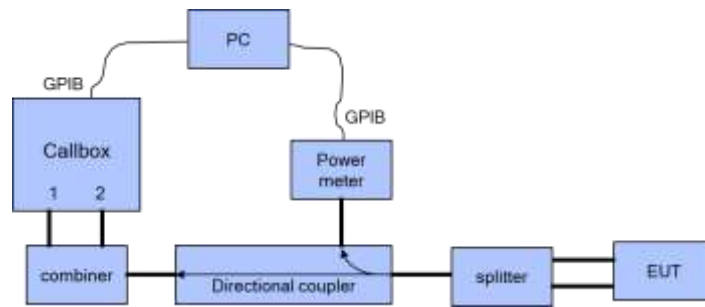 PC
GPIB
GPIB
Callbox
1 2
Power
meter
combiner
Directional coupler
splitter
EUT